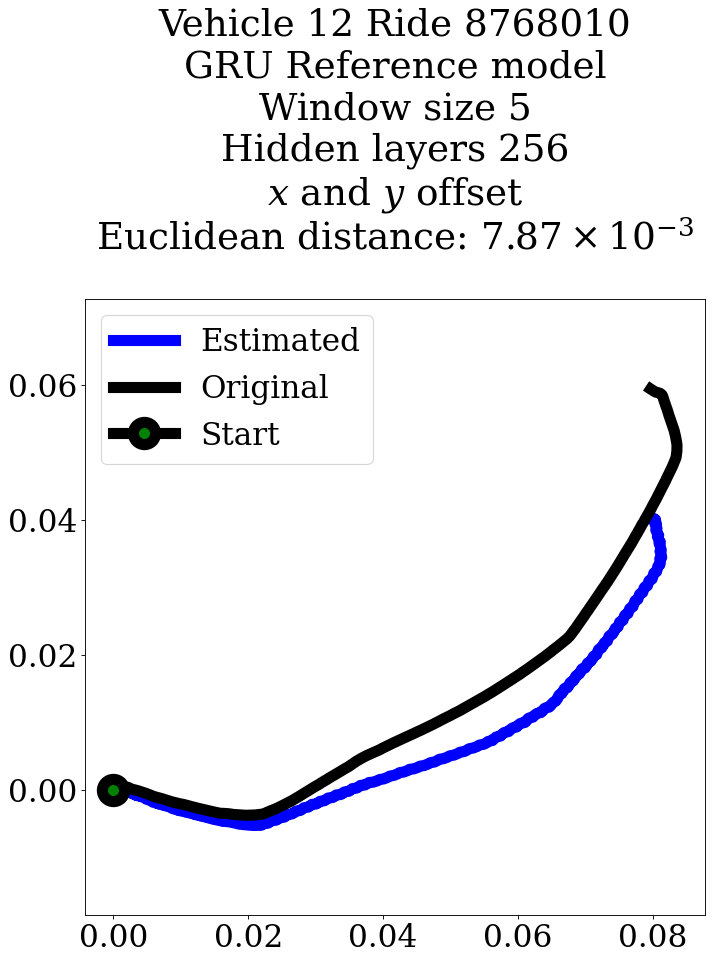 Vehicle 12 Ride 8768010
GRU Reference model
Window size 5
Hidden layers 256
x and y offset
Euclidean distance: 7.87 × 10⁻³
Estimated
Original
Start
0.06
0.04
0.02
0.00
0.00 0.02 0.04 0.06 0.08